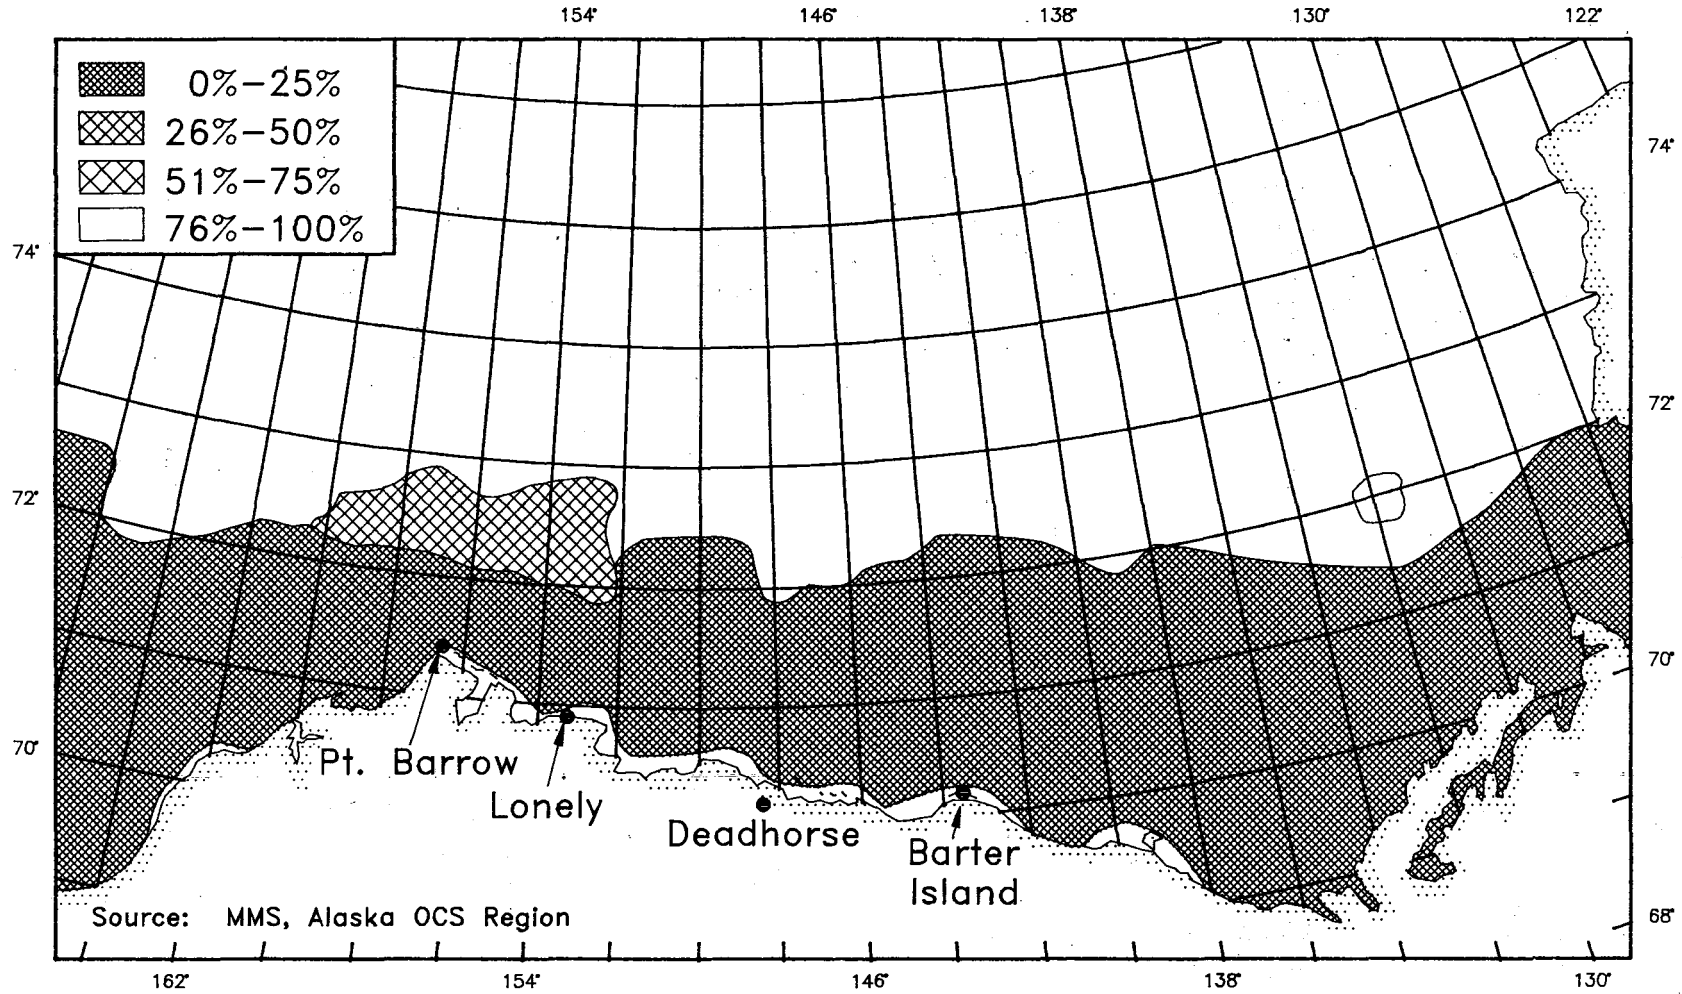 154° 146° 138° 130° 122°
0%-25%
26%-50%
51%-75%
76%-100%
74°
74°
72°
72°
70°
70°
68°
Pt. Barrow
Lonely
Deadhorse
Barter
Island
Source: MMS, Alaska OCS Region
162° 154° 146° 138° 130°